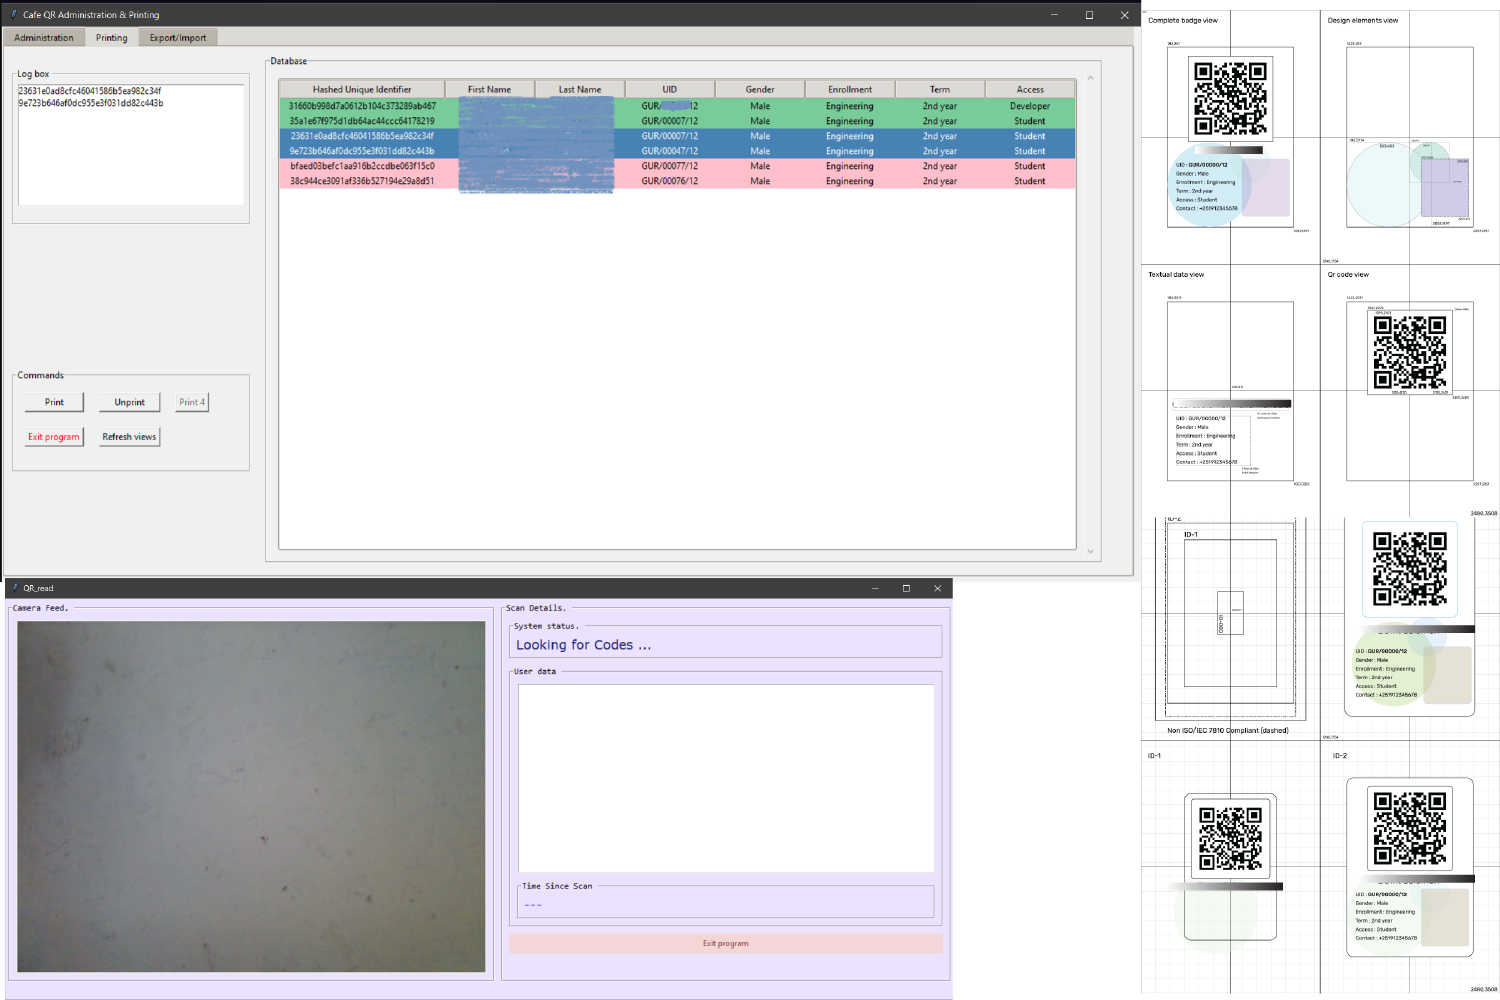 Cafe QR Administration & Printing
Administration
Printing
Export/Import
Log box
23631e0ad8cfc46041586b5ea982c34f
9e723b646af0dc955e3f031dd82c443b
Database
Hashed Unique Identifier First Name Last Name UID Gender Enrollment Term Access
31660b998d7a0612b104c373289ab467 GUR/ 12 Male Engineering 2nd year Developer
35a1e67f975d1db64ac44ccc64178219 GUR/00007/12 Male Engineering 2nd year Student
23631e0ad8cfc46041586b5ea982c34f GUR/00007/12 Male Engineering 2nd year Student
9e723b646af0dc955e3f031dd82c443b GUR/00047/12 Male Engineering 2nd year Student
bfaed03befc1aa916b2ccdbe063f15c0 GUR/00077/12 Male Engineering 2nd year Student
38c944ce3091af336b527194e29a8d51 GUR/00076/12 Male Engineering 2nd year Student
Commands
Print
Unprint
Print 4
Exit program
Refresh views
QR_read
Camera Feed.
Scan Details.
System status.
Looking for Codes ...
User data
Time Since Scan
---
Exit program
Complete badge view
UID : GUR/00000/12
Gender : Male
Enrollment : Engineering
Term : 2nd year
Access : Student
Contact : +251912345678
Design elements view
Textual data view
UID : GUR/00000/12
Gender : Male
Enrollment : Engineering
Term : 2nd year
Access : Student
Contact : +251912345678
Qr code view
2480,3508
ID-2
ID-1
ID-000
Non ISO/IEC 7810 Compliant (dashed)
UID : GUR/00000/12
Gender : Male
Enrollment : Engineering
Term : 2nd year
Access : Student
Contact : +251912345678
ID-1
ID-2
UID : GUR/00000/12
Gender : Male
Enrollment : Engineering
Term : 2nd year
Access : Student
Contact : +251912345678
2480,3508